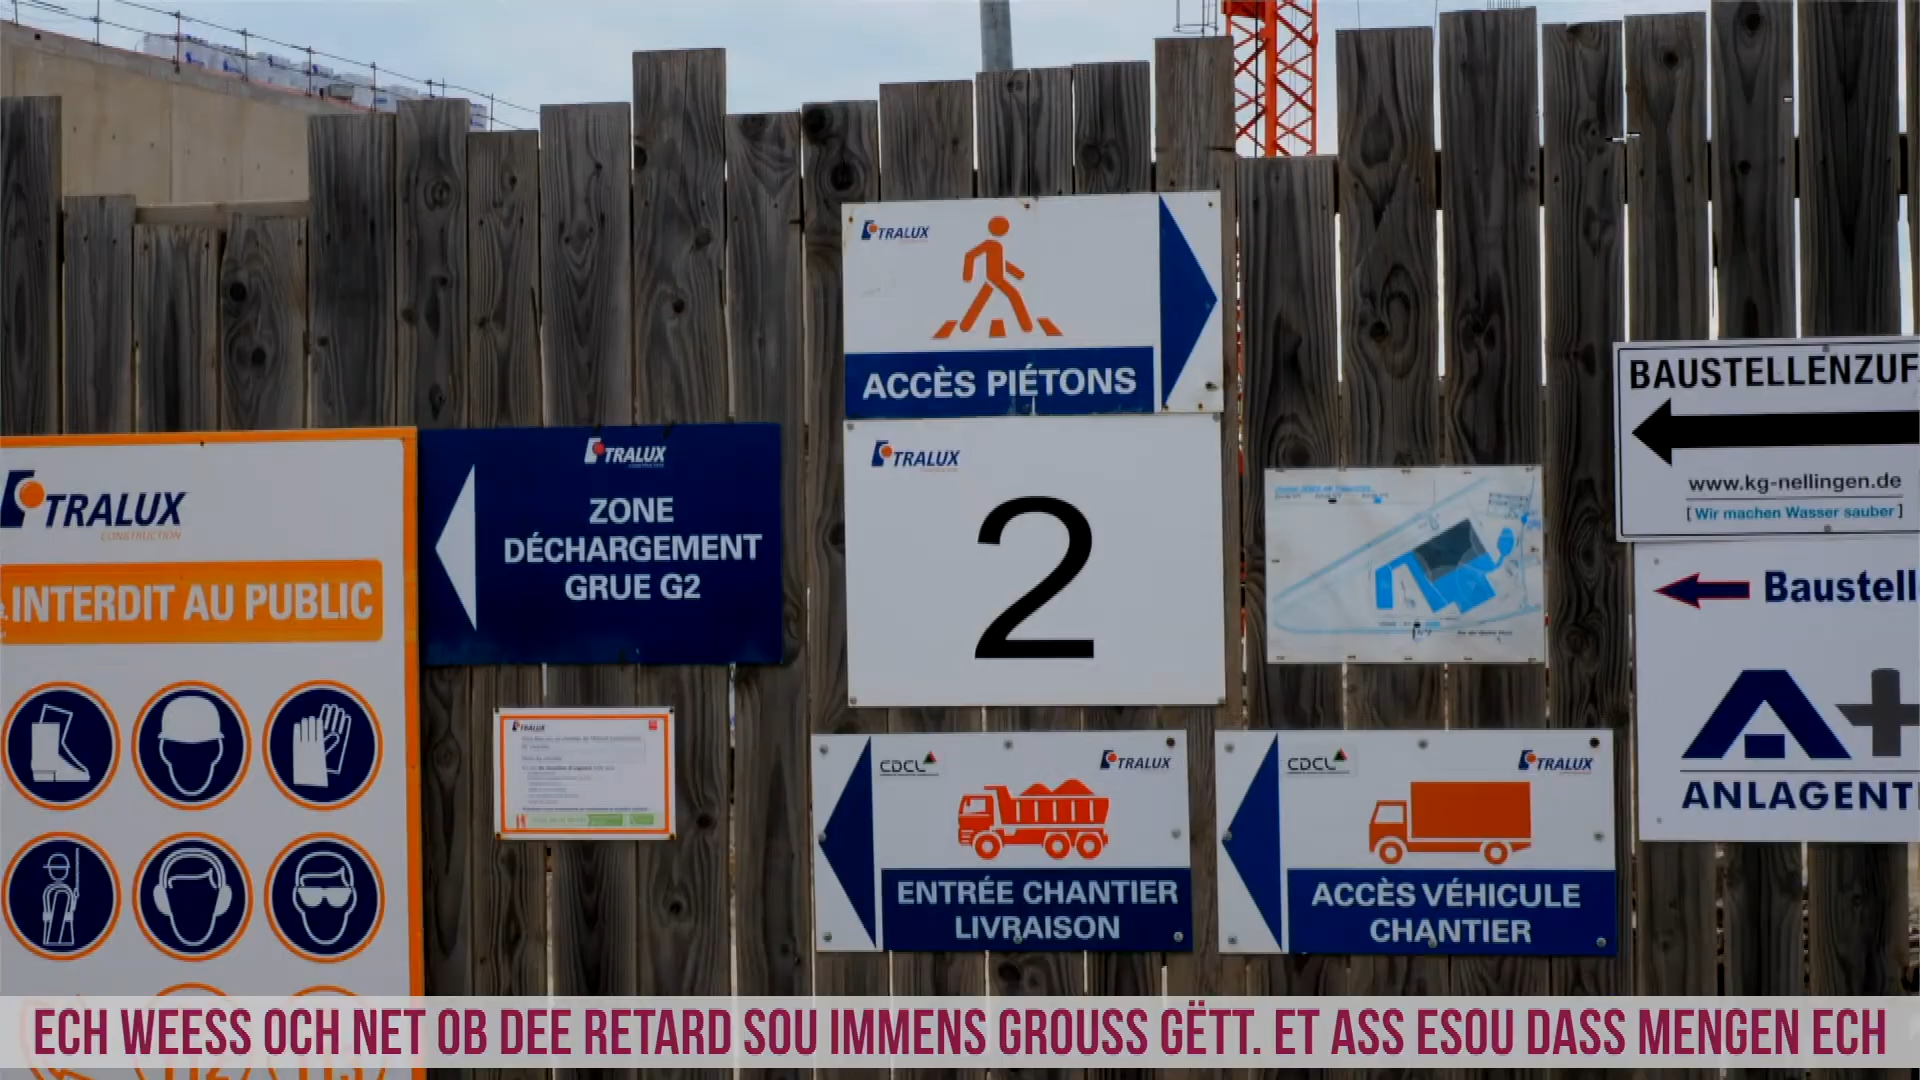 TRALUX
ACCÈS PIÉTONS
TRALUX
CONSTRUCTION
INTERDIT AU PUBLIC
TRALUX
ZONE
DÉCHARGEMENT
GRUE G2
TRALUX
2
TRALUX
CDCL
TRALUX
ENTRÉE CHANTIER
LIVRAISON
CDCL
TRALUX
ACCÈS VÉHICULE
CHANTIER
BAUSTELLENZUF
www.kg-nellingen.de
[Wir machen Wasser sauber]
Baustell
A+
ANLAGENT
ECH WEESS OCH NET OB DEE RETARD SOU IMMENS GROUSS GËTT. ET ASS ESOU DASS MENGEN ECH